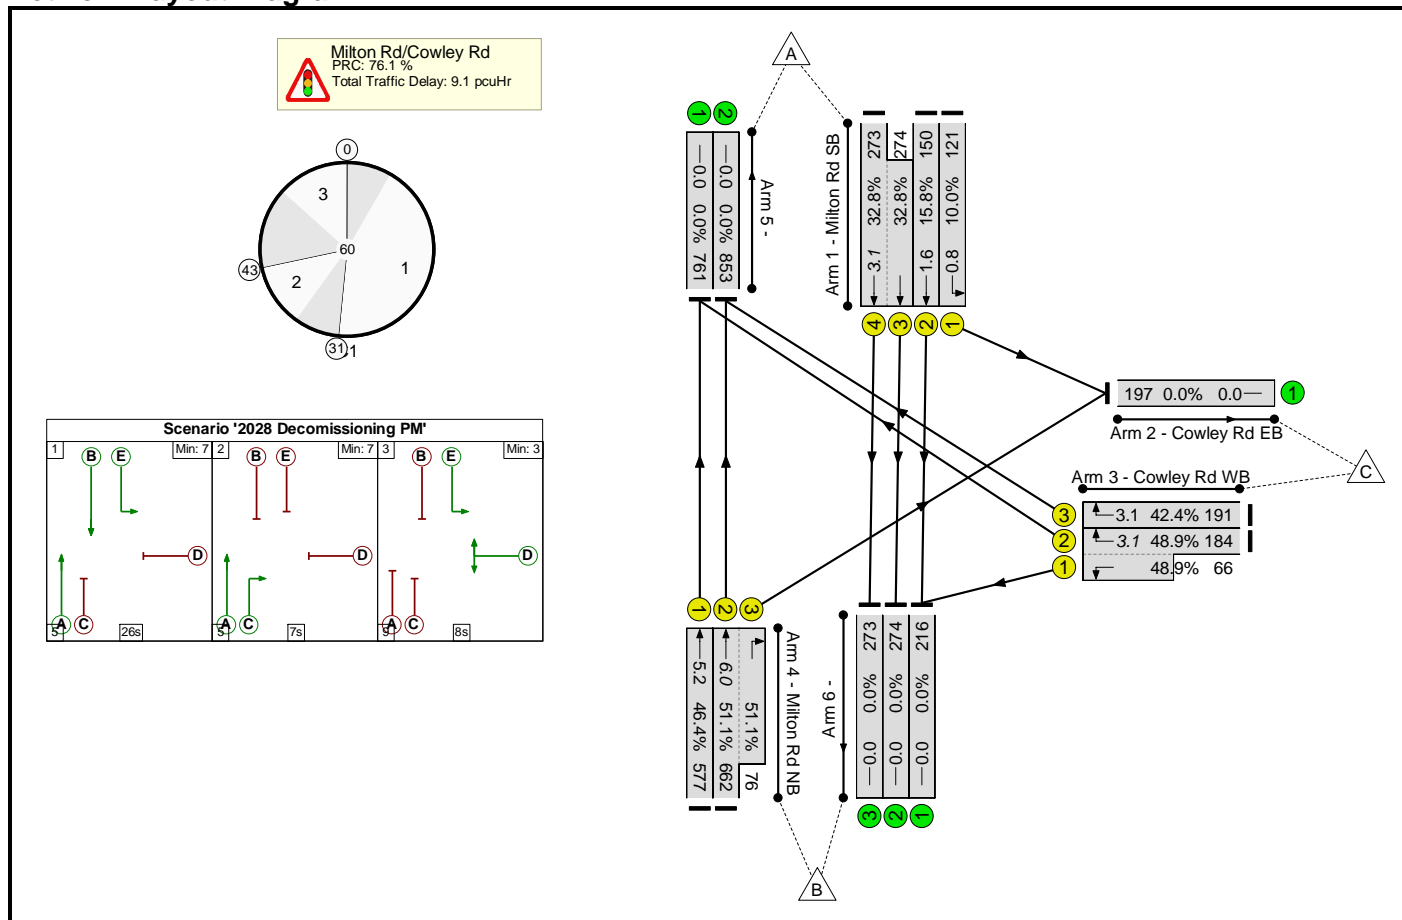 Milton Rd/Cowley Rd
PRC: 76.1 %
Total Traffic Delay: 9.1 pcuHr
0
3
60
1
43
2
31
1
Scenario '2028 Decomissioning PM'
1
B
E
Min: 7
D
A
C
5
26s
2
B
E
Min: 7
D
A
C
5
7s
3
B
E
Min: 3
D
A
C
9
8s
A
1
2
0.0 0.0% 761
0.0 0.0% 853
Arm 5 -
Arm 1 - Milton Rd SB
3.1 32.8% 273
32.8% 274
1.6 15.8% 150
0.8 10.0% 121
4
3
2
1
197 0.0% 0.0
1
Arm 2 - Cowley Rd EB
C
Arm 3 - Cowley Rd WB
3
3.1 42.4% 191
2
3.1 48.9% 184
1
48.9% 66
1
2
3
5.2 46.4% 577
6.0 51.1% 662
51.1% 76
Arm 4 - Milton Rd NB
Arm 6 -
0.0 0.0% 273
0.0 0.0% 274
0.0 0.0% 216
3
2
1
B